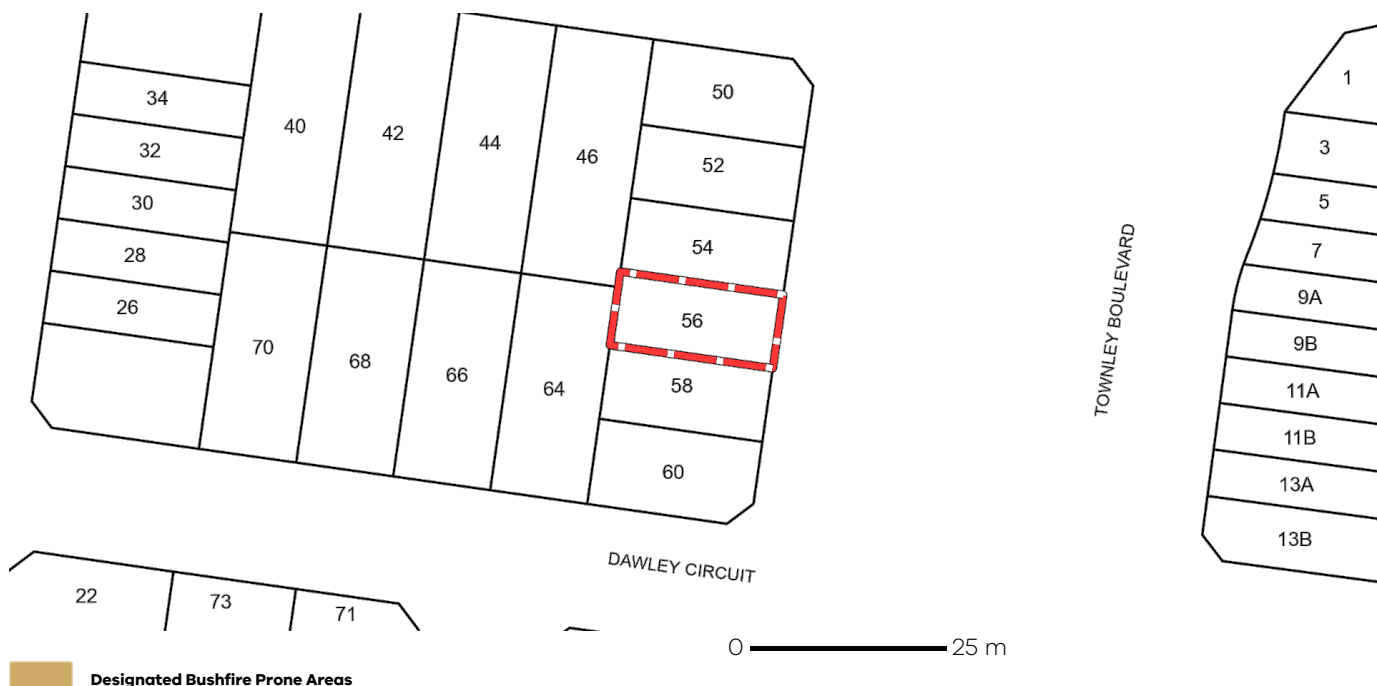 1
50
34
40
42
44
46
3
32
52
30
5
54
7
28
9A
26
56
9B
70
68
66
64
58
11A
11B
60
13A
13B
TOWNLEY BOULEVARD
DAWLEY CIRCUIT
22
73
71
0 25 m
Designated Bushfire Prone Areas